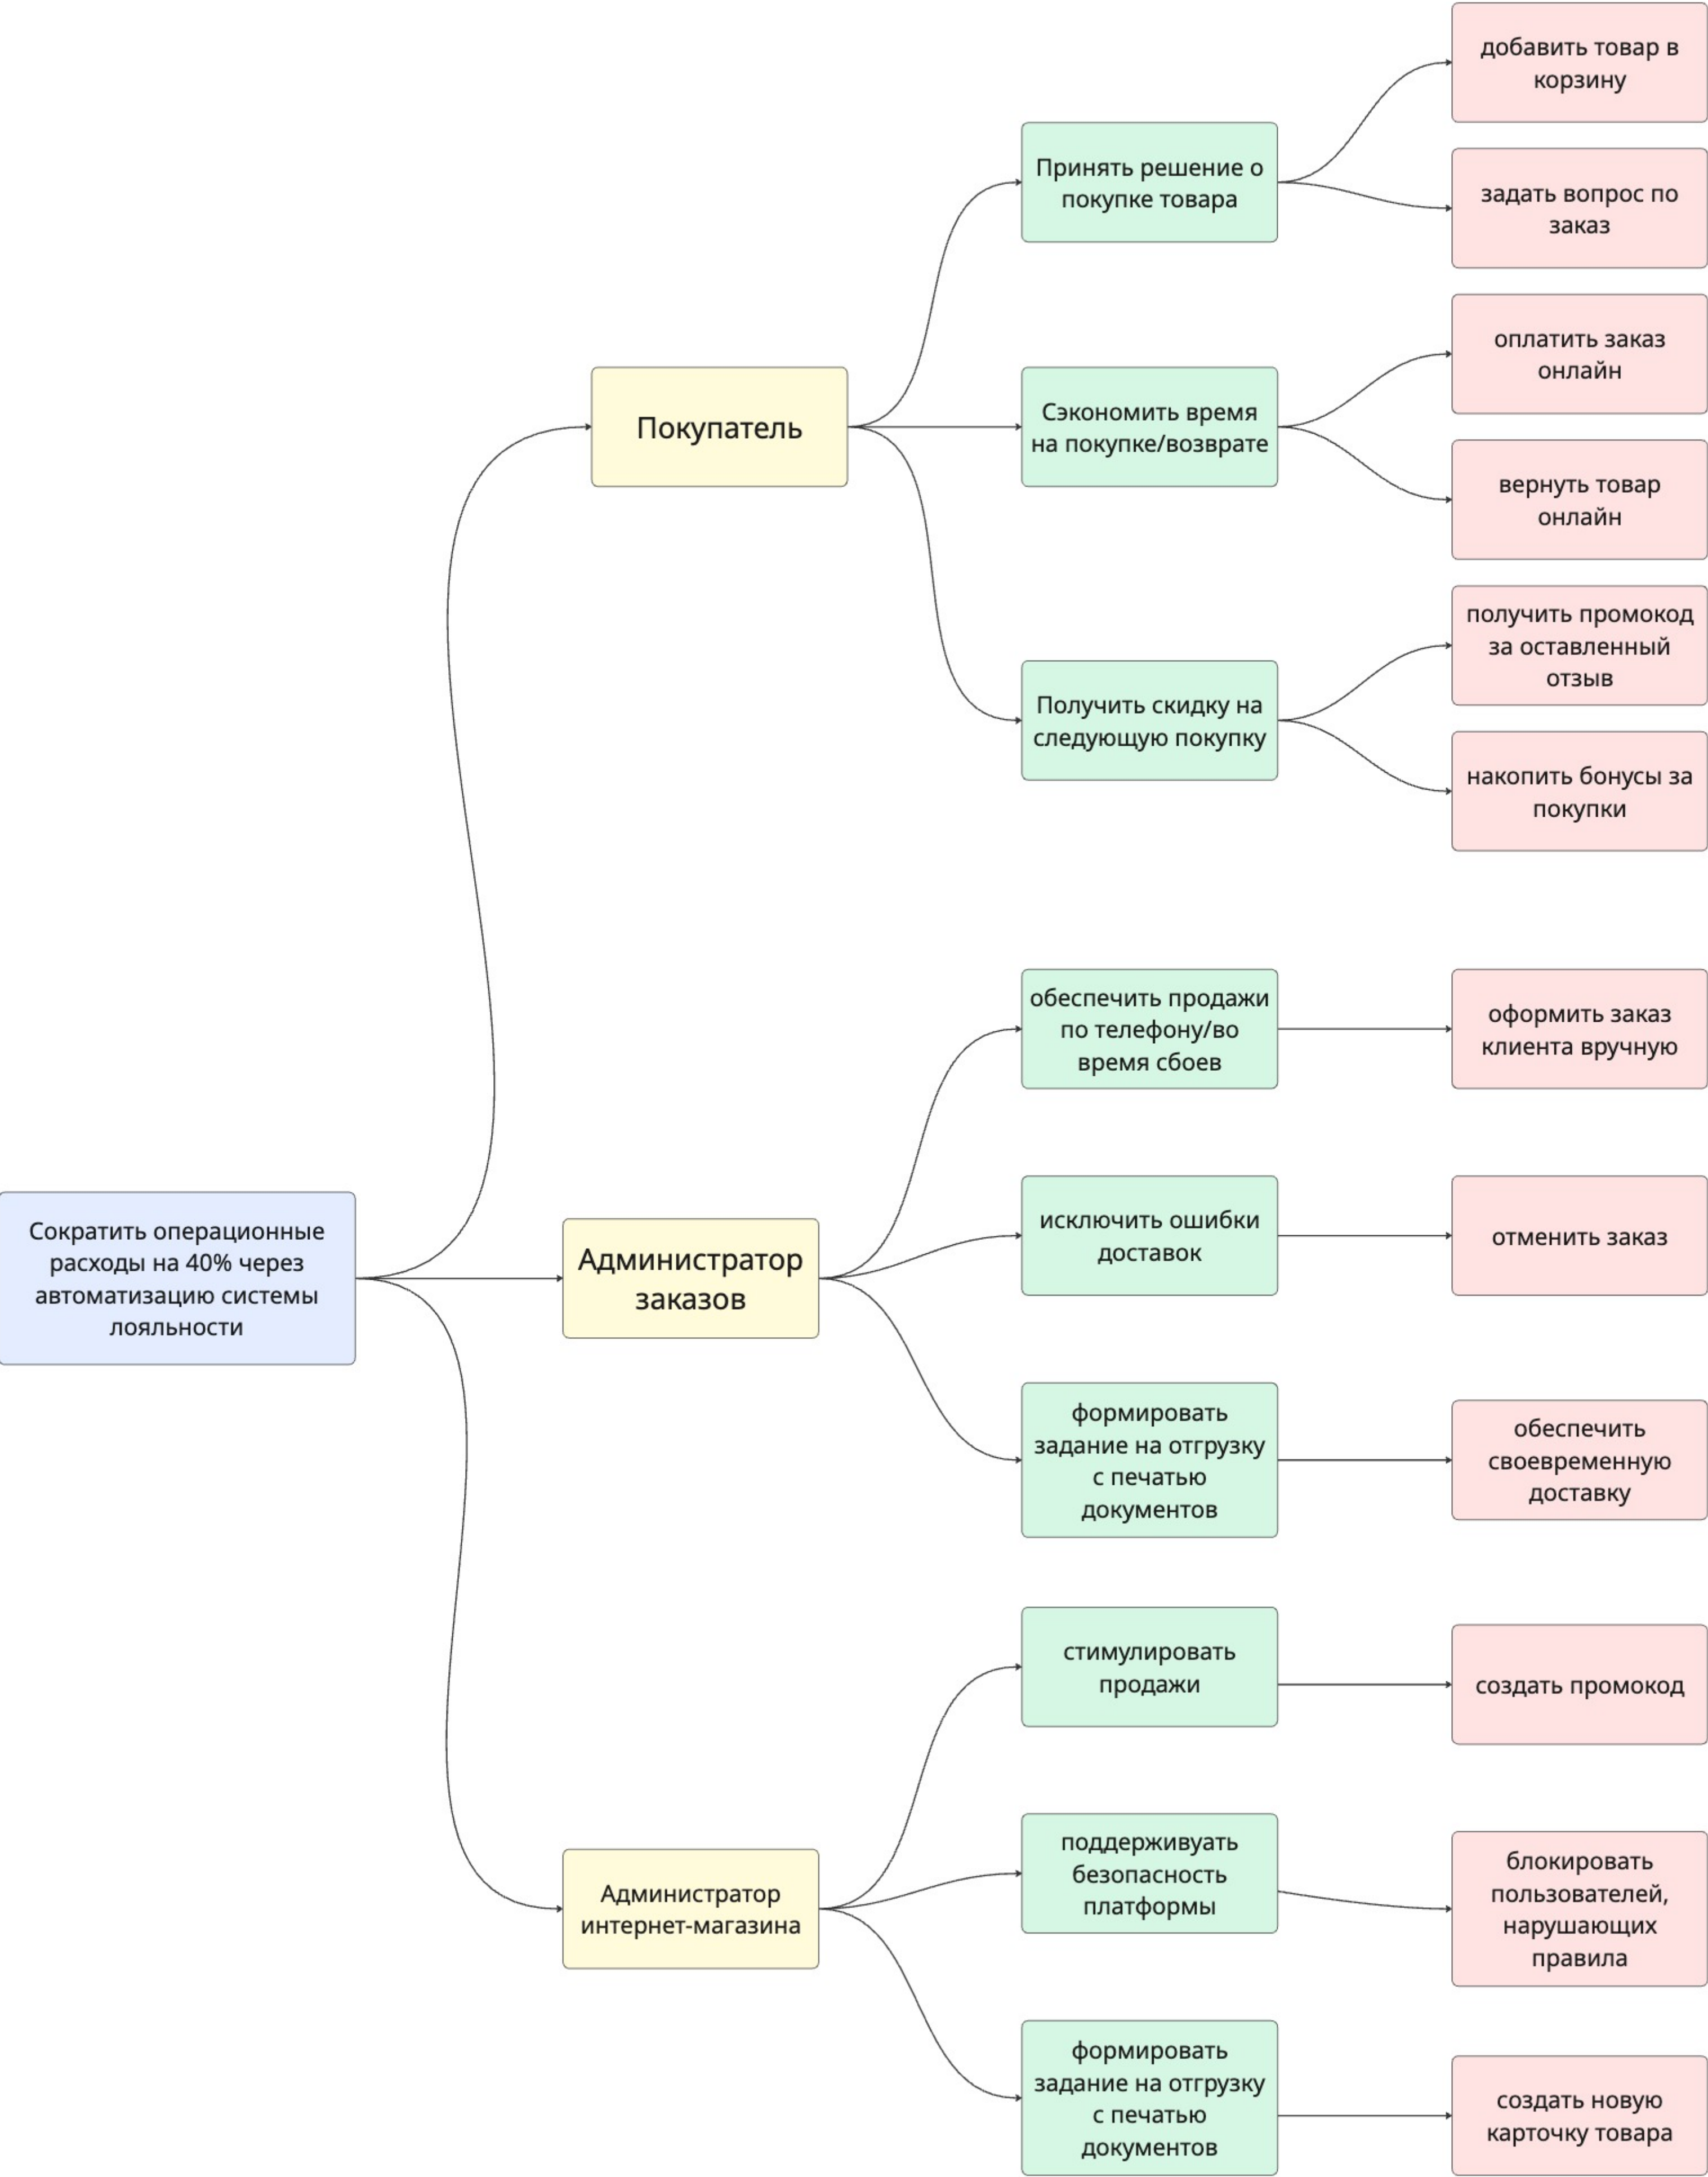 добавить товар в
корзину
Принять решение о
покупке товара
задать вопрос по
заказ
оплатить заказ
онлайн
Покупатель
Сэкономить время
на покупке/возврате
вернуть товар
онлайн
получить промокод
за оставленный
отзыв
Получить скидку на
следующую покупку
накопить бонусы за
покупки
обеспечить продажи
по телефону/во
время сбоев
оформить заказ
клиента вручную
Сократить операционные
расходы на 40% через
автоматизацию системы
лояльности
Администратор
заказов
исключить ошибки
доставок
отменить заказ
формировать
задание на отгрузку
с печатью
документов
обеспечить
своевременную
доставку
стимулировать
продажи
создать промокод
Администратор
интернет-магазина
поддерживуать
безопасность
платформы
блокировать
пользователей,
нарушающих
правила
формировать
задание на отгрузку
с печатью
документов
создать новую
карточку товара